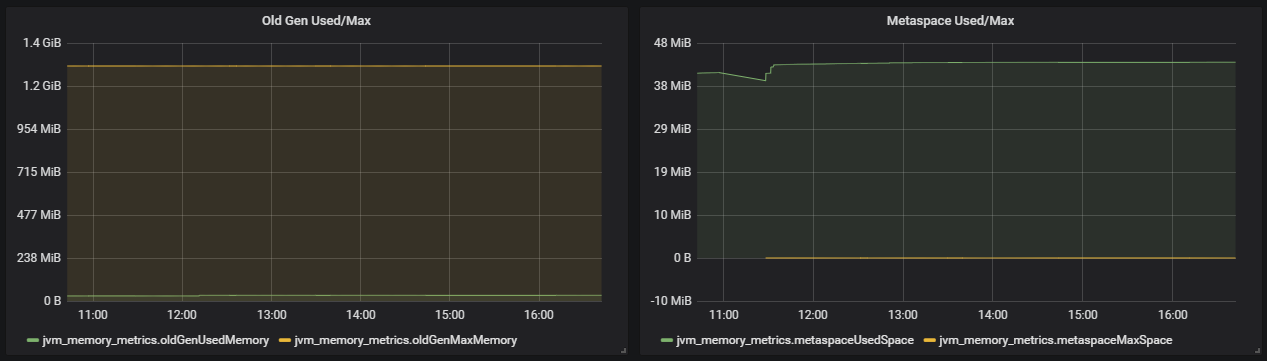 Old Gen Used/Max
1.4 GiB
1.2 GiB
954 MiB
715 MiB
477 MiB
238 MiB
0 B
11:00 12:00 13:00 14:00 15:00 16:00
jvm_memory_metrics.oldGenUsedMemory jvm_memory_metrics.oldGenMaxMemory
Metaspace Used/Max
48 MiB
38 MiB
29 MiB
19 MiB
10 MiB
0 B
-10 MiB
11:00 12:00 13:00 14:00 15:00 16:00
jvm_memory_metrics.metaspaceUsedSpace jvm_memory_metrics.metaspaceMaxSpace